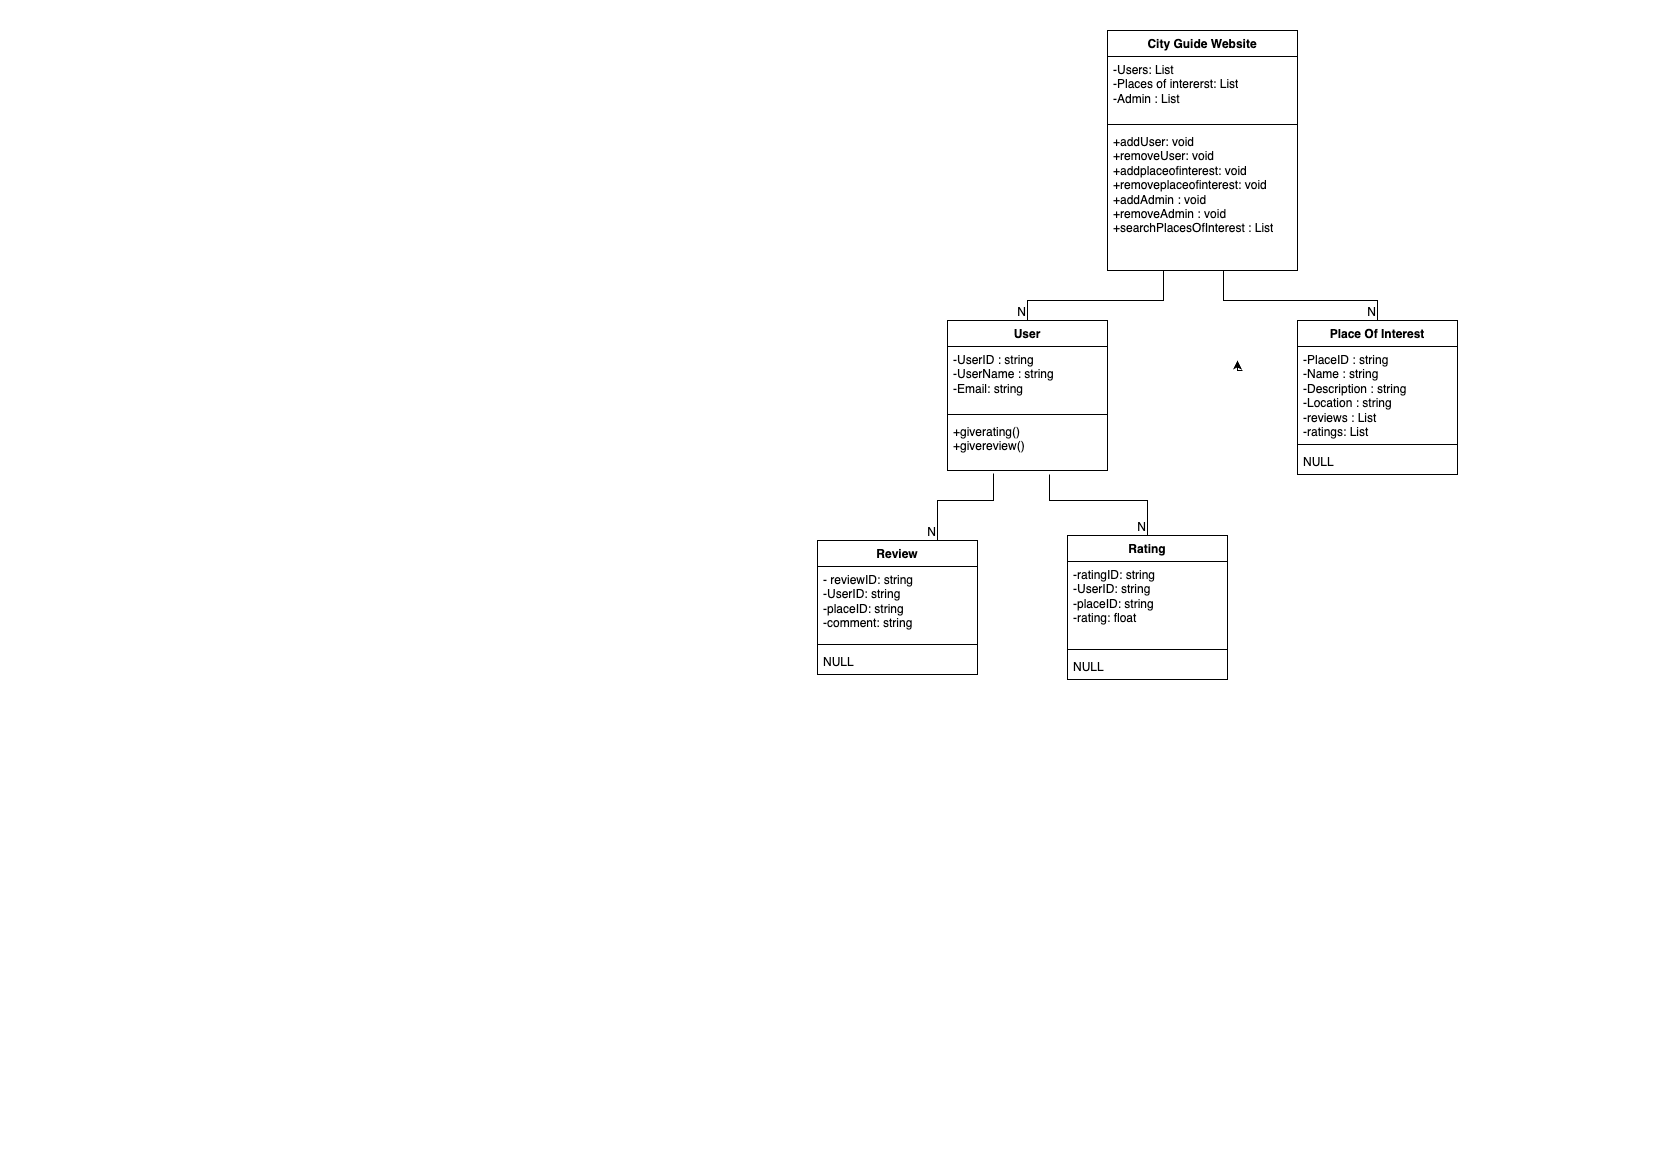 City Guide Website
-Users: List
-Places of intererst: List
-Admin : List
+addUser: void
+removeUser: void
+addplaceofinterest: void
+removeplaceofinterest: void
+addAdmin : void
+removeAdmin : void
+searchPlacesOfInterest : List
N
User
-UserID : string
-UserName : string
-Email: string
+giverating()
+givereview()
N
Place Of Interest
-PlaceID : string
-Name : string
-Description : string
-Location : string
-reviews : List
-ratings: List
NULL
N
Review
- reviewID: string
-UserID: string
-placeID: string
-comment: string
NULL
N
Rating
-ratingID: string
-UserID: string
-placeID: string
-rating: float
NULL